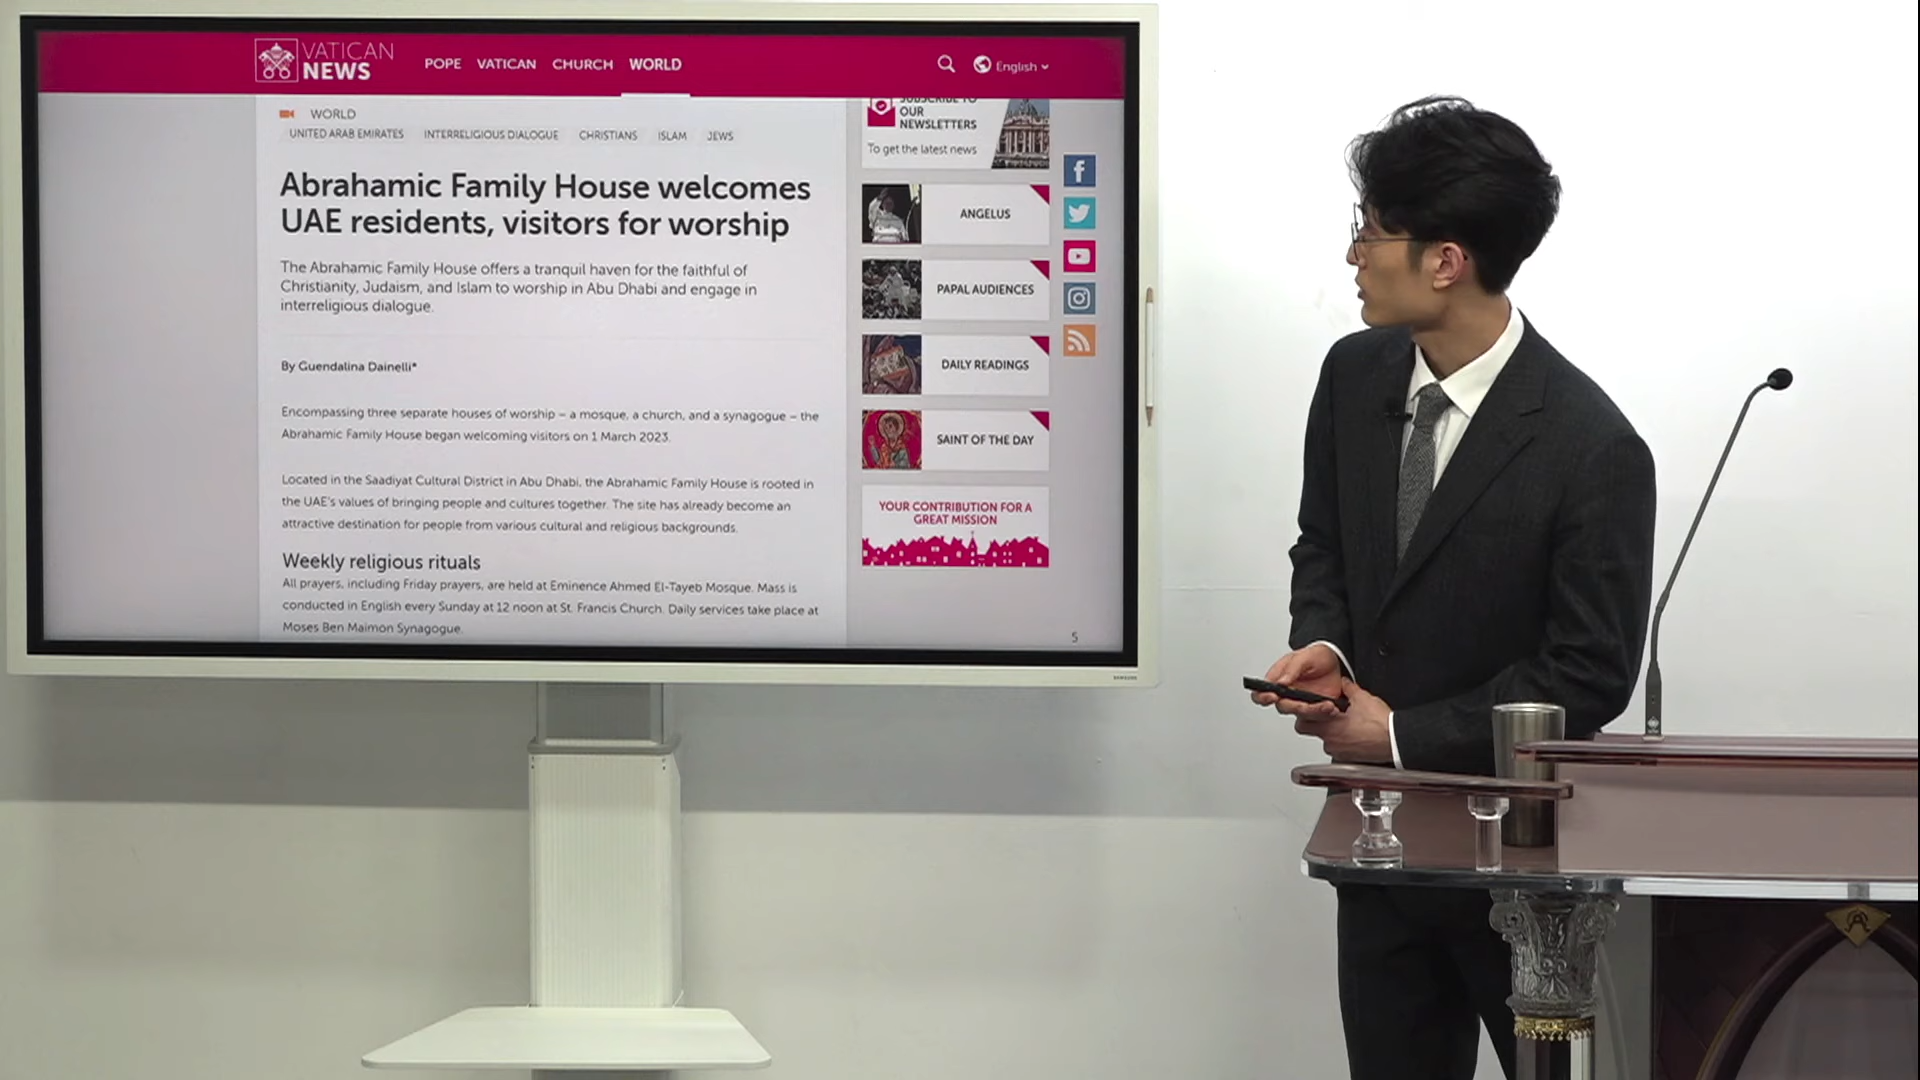 VATICAN
NEWS
POPE VATICAN CHURCH WORLD
English
WORLD
UNITED ARAB EMIRATES INTERRELIGIOUS DIALOGUE CHRISTIANS ISLAM JEWS
Abrahamic Family House welcomes
UAE residents, visitors for worship
The Abrahamic Family House offers a tranquil haven for the faithful of
Christianity, Judaism, and Islam to worship in Abu Dhabi and engage in
interreligious dialogue.
By Guendalina Dainelli*
Encompassing three separate houses of worship – a mosque, a church, and a synagogue – the
Abrahamic Family House began welcoming visitors on 1 March 2023.
Located in the Saadiyat Cultural District in Abu Dhabi, the Abrahamic Family House is rooted in
the UAE's values of bringing people and cultures together. The site has already become an
attractive destination for people from various cultural and religious backgrounds.
Weekly religious rituals
All prayers, including Friday prayers, are held at Eminence Ahmed El-Tayeb Mosque. Mass is
conducted in English every Sunday at 12 noon at St. Francis Church. Daily services take place at
Moses Ben Maimon Synagogue.
SUBSCRIBE TO
OUR
NEWSLETTERS
To get the latest news
ANGELUS
PAPAL AUDIENCES
DAILY READINGS
SAINT OF THE DAY
YOUR CONTRIBUTION FOR A
GREAT MISSION
5
SAMSUNG